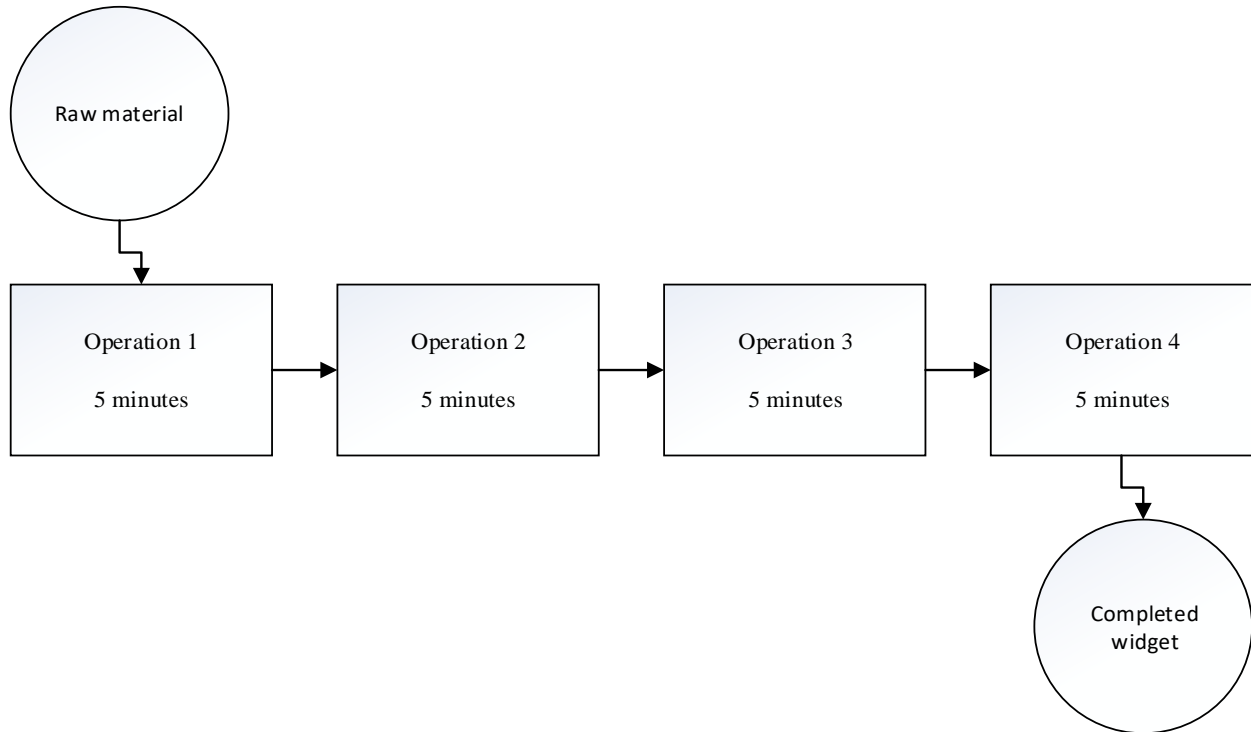 Raw material
Operation 1
5 minutes
Operation 2
5 minutes
Operation 3
5 minutes
Operation 4
5 minutes
Completed
widget